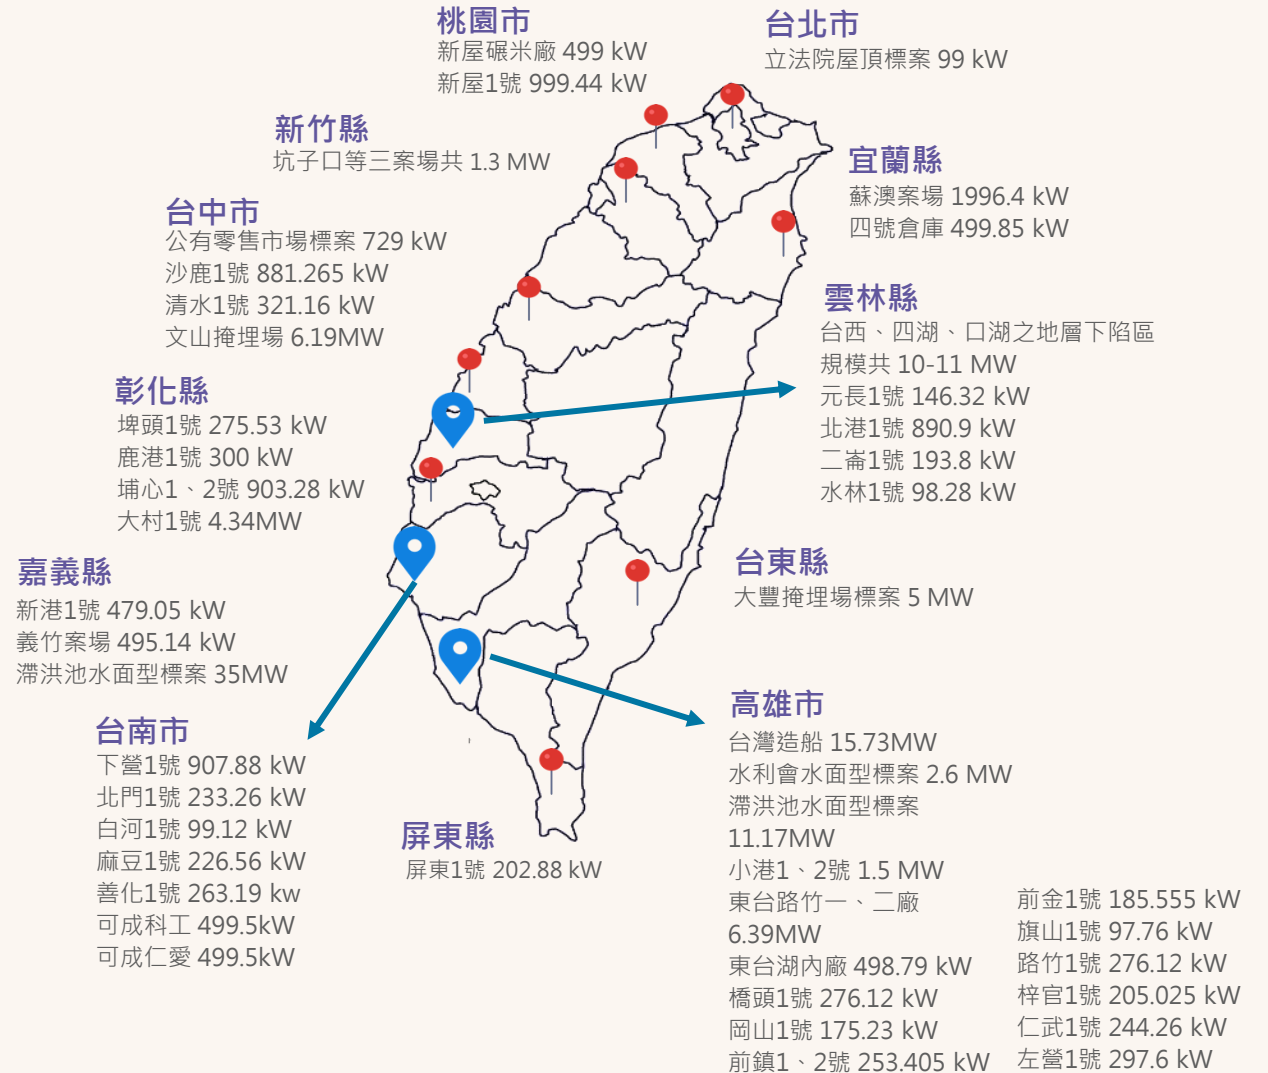 桃園市
新屋碾米廠 499 kW
新屋1號 999.44 kW
台北市
立法院屋頂標案 99 kW
新竹縣
坑子口等三案場共 1.3 MW
宜蘭縣
蘇澳案場 1996.4 kW
四號倉庫 499.85 kW
台中市
公有零售市場標案 729 kW
沙鹿1號 881.265 kW
清水1號 321.16 kW
文山掩埋場 6.19MW
雲林縣
台西、四湖、口湖之地層下陷區
規模共 10-11 MW
元長1號 146.32 kW
北港1號 890.9 kW
二崙1號 193.8 kW
水林1號 98.28 kW
彰化縣
埤頭1號 275.53 kW
鹿港1號 300 kW
埔心1、2號 903.28 kW
大村1號 4.34MW
嘉義縣
新港1號 479.05 kW
義竹案場 495.14 kW
滯洪池水面型標案 35MW
台東縣
大豐掩埋場標案 5 MW
台南市
下營1號 907.88 kW
北門1號 233.26 kW
白河1號 99.12 kW
麻豆1號 226.56 kW
善化1號 263.19 kw
可成科工 499.5kW
可成仁愛 499.5kW
屏東縣
屏東1號 202.88 kW
高雄市
台灣造船 15.73MW
水利會水面型標案 2.6 MW
滯洪池水面型標案
11.17MW
小港1、2號 1.5 MW
東台路竹一、二廠
6.39MW
東台湖內廠 498.79 kW
橋頭1號 276.12 kW
岡山1號 175.23 kW
前鎮1、2號 253.405 kW
前金1號 185.555 kW
旗山1號 97.76 kW
路竹1號 276.12 kW
梓官1號 205.025 kW
仁武1號 244.26 kW
左營1號 297.6 kW